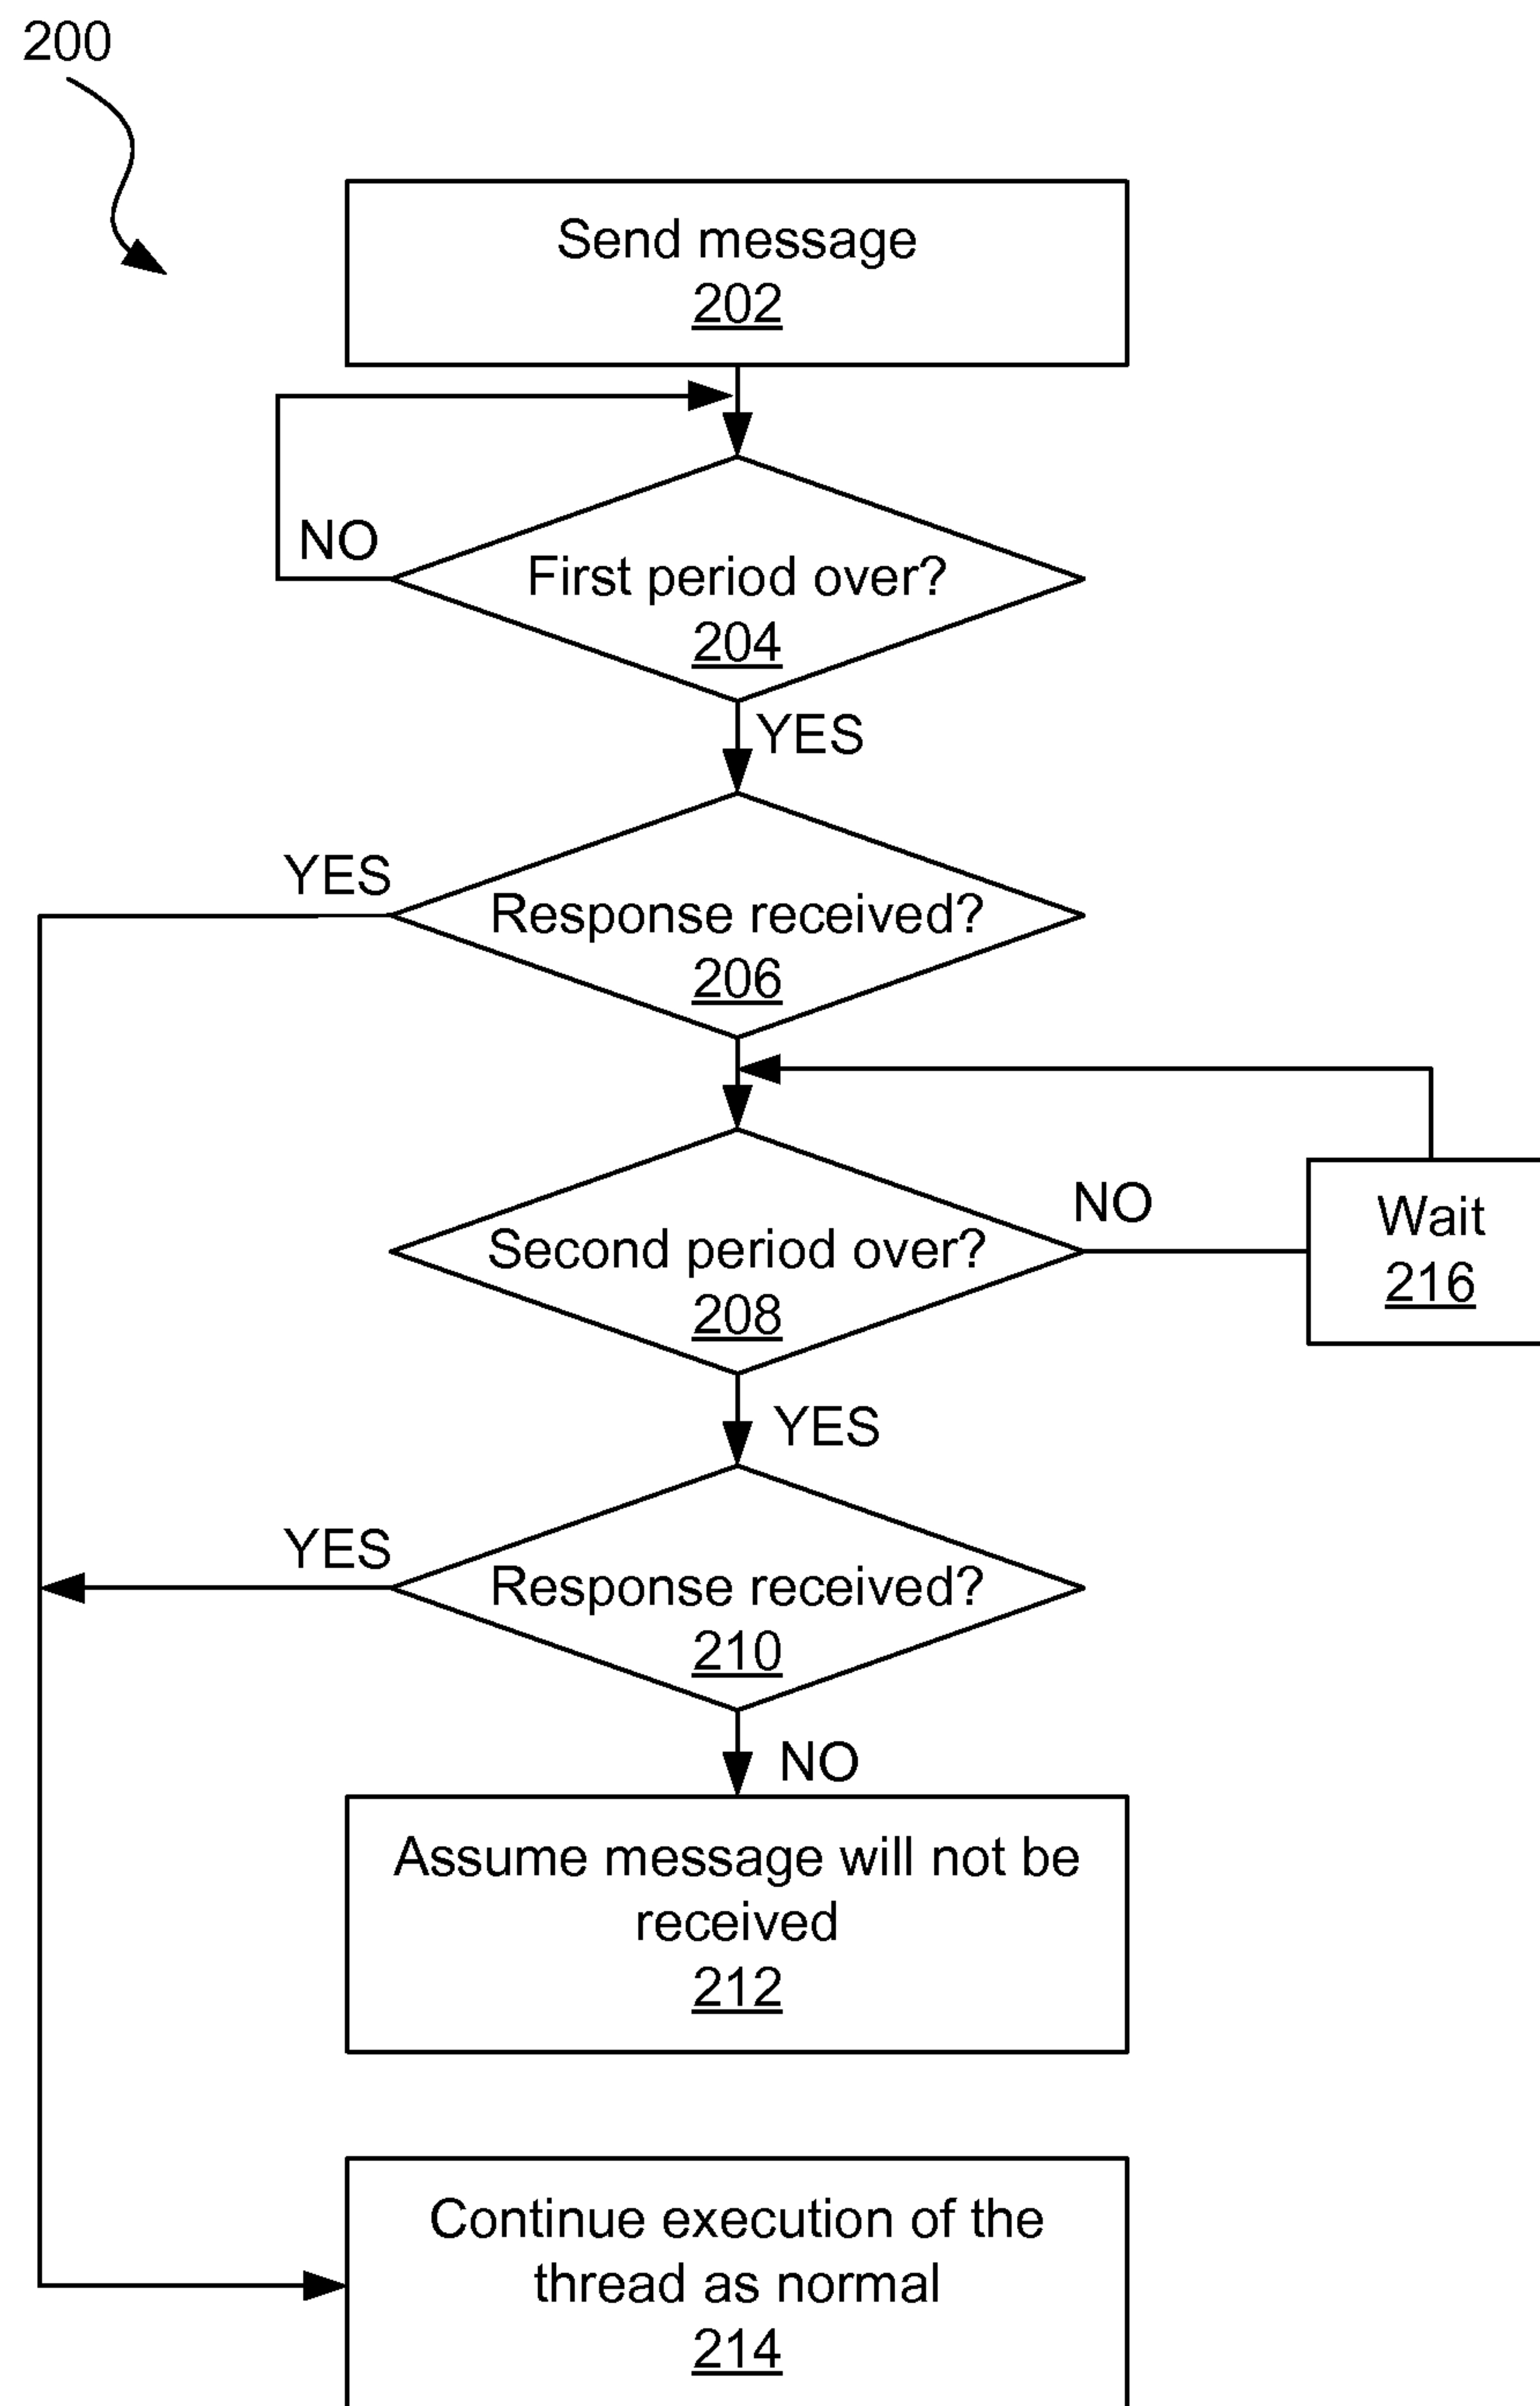 200
Send message
202
NO
First period over?
204
YES
YES
Response received?
206
NO
Second period over?
208
Wait
216
YES
YES
Response received?
210
NO
Assume message will not be
received
212
Continue execution of the
thread as normal
214